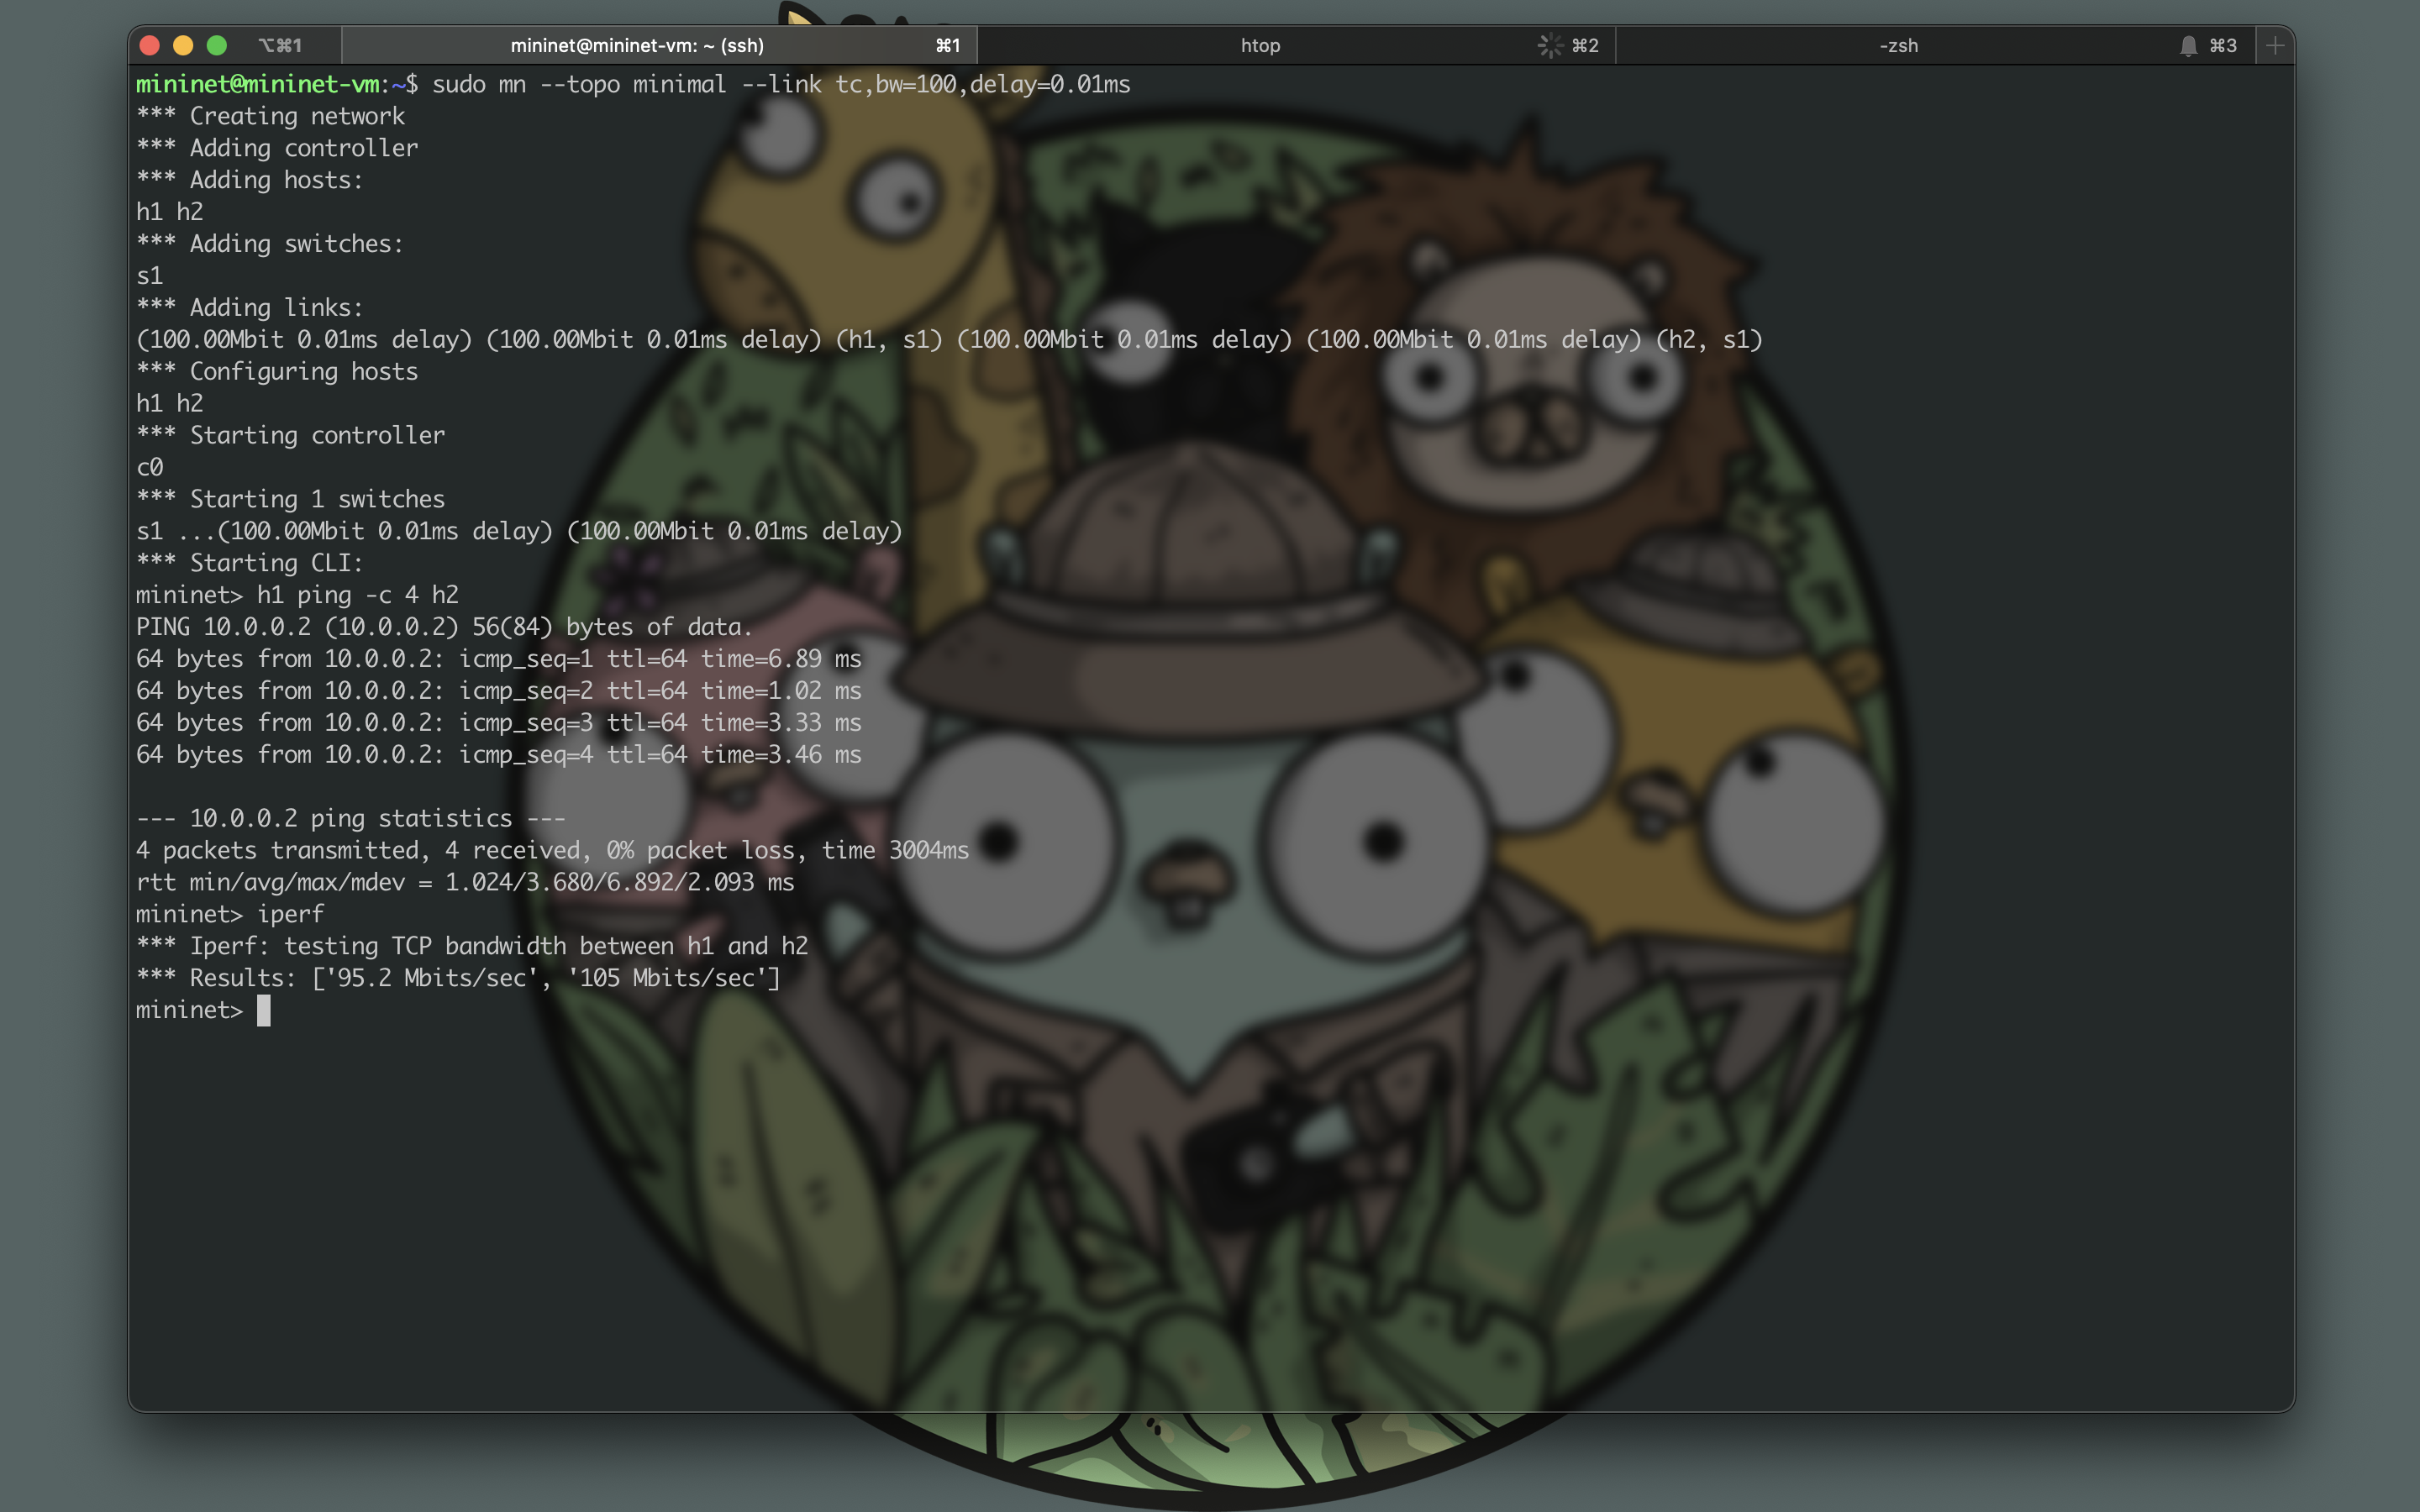 ⌥⌘1 mininet@mininet-vm: ~ (ssh) ⌘1 htop ⌘2 -zsh ⌘3
mininet@mininet-vm:~$ sudo mn --topo minimal --link tc,bw=100,delay=0.01ms
*** Creating network
*** Adding controller
*** Adding hosts:
h1 h2
*** Adding switches:
s1
*** Adding links:
(100.00Mbit 0.01ms delay) (100.00Mbit 0.01ms delay) (h1, s1) (100.00Mbit 0.01ms delay) (100.00Mbit 0.01ms delay) (h2, s1)
*** Configuring hosts
h1 h2
*** Starting controller
c0
*** Starting 1 switches
s1 ...(100.00Mbit 0.01ms delay) (100.00Mbit 0.01ms delay)
*** Starting CLI:
mininet> h1 ping -c 4 h2
PING 10.0.0.2 (10.0.0.2) 56(84) bytes of data.
64 bytes from 10.0.0.2: icmp_seq=1 ttl=64 time=6.89 ms
64 bytes from 10.0.0.2: icmp_seq=2 ttl=64 time=1.02 ms
64 bytes from 10.0.0.2: icmp_seq=3 ttl=64 time=3.33 ms
64 bytes from 10.0.0.2: icmp_seq=4 ttl=64 time=3.46 ms

--- 10.0.0.2 ping statistics ---
4 packets transmitted, 4 received, 0% packet loss, time 3004ms
rtt min/avg/max/mdev = 1.024/3.680/6.892/2.093 ms
mininet> iperf
*** Iperf: testing TCP bandwidth between h1 and h2
*** Results: ['95.2 Mbits/sec', '105 Mbits/sec']
mininet>